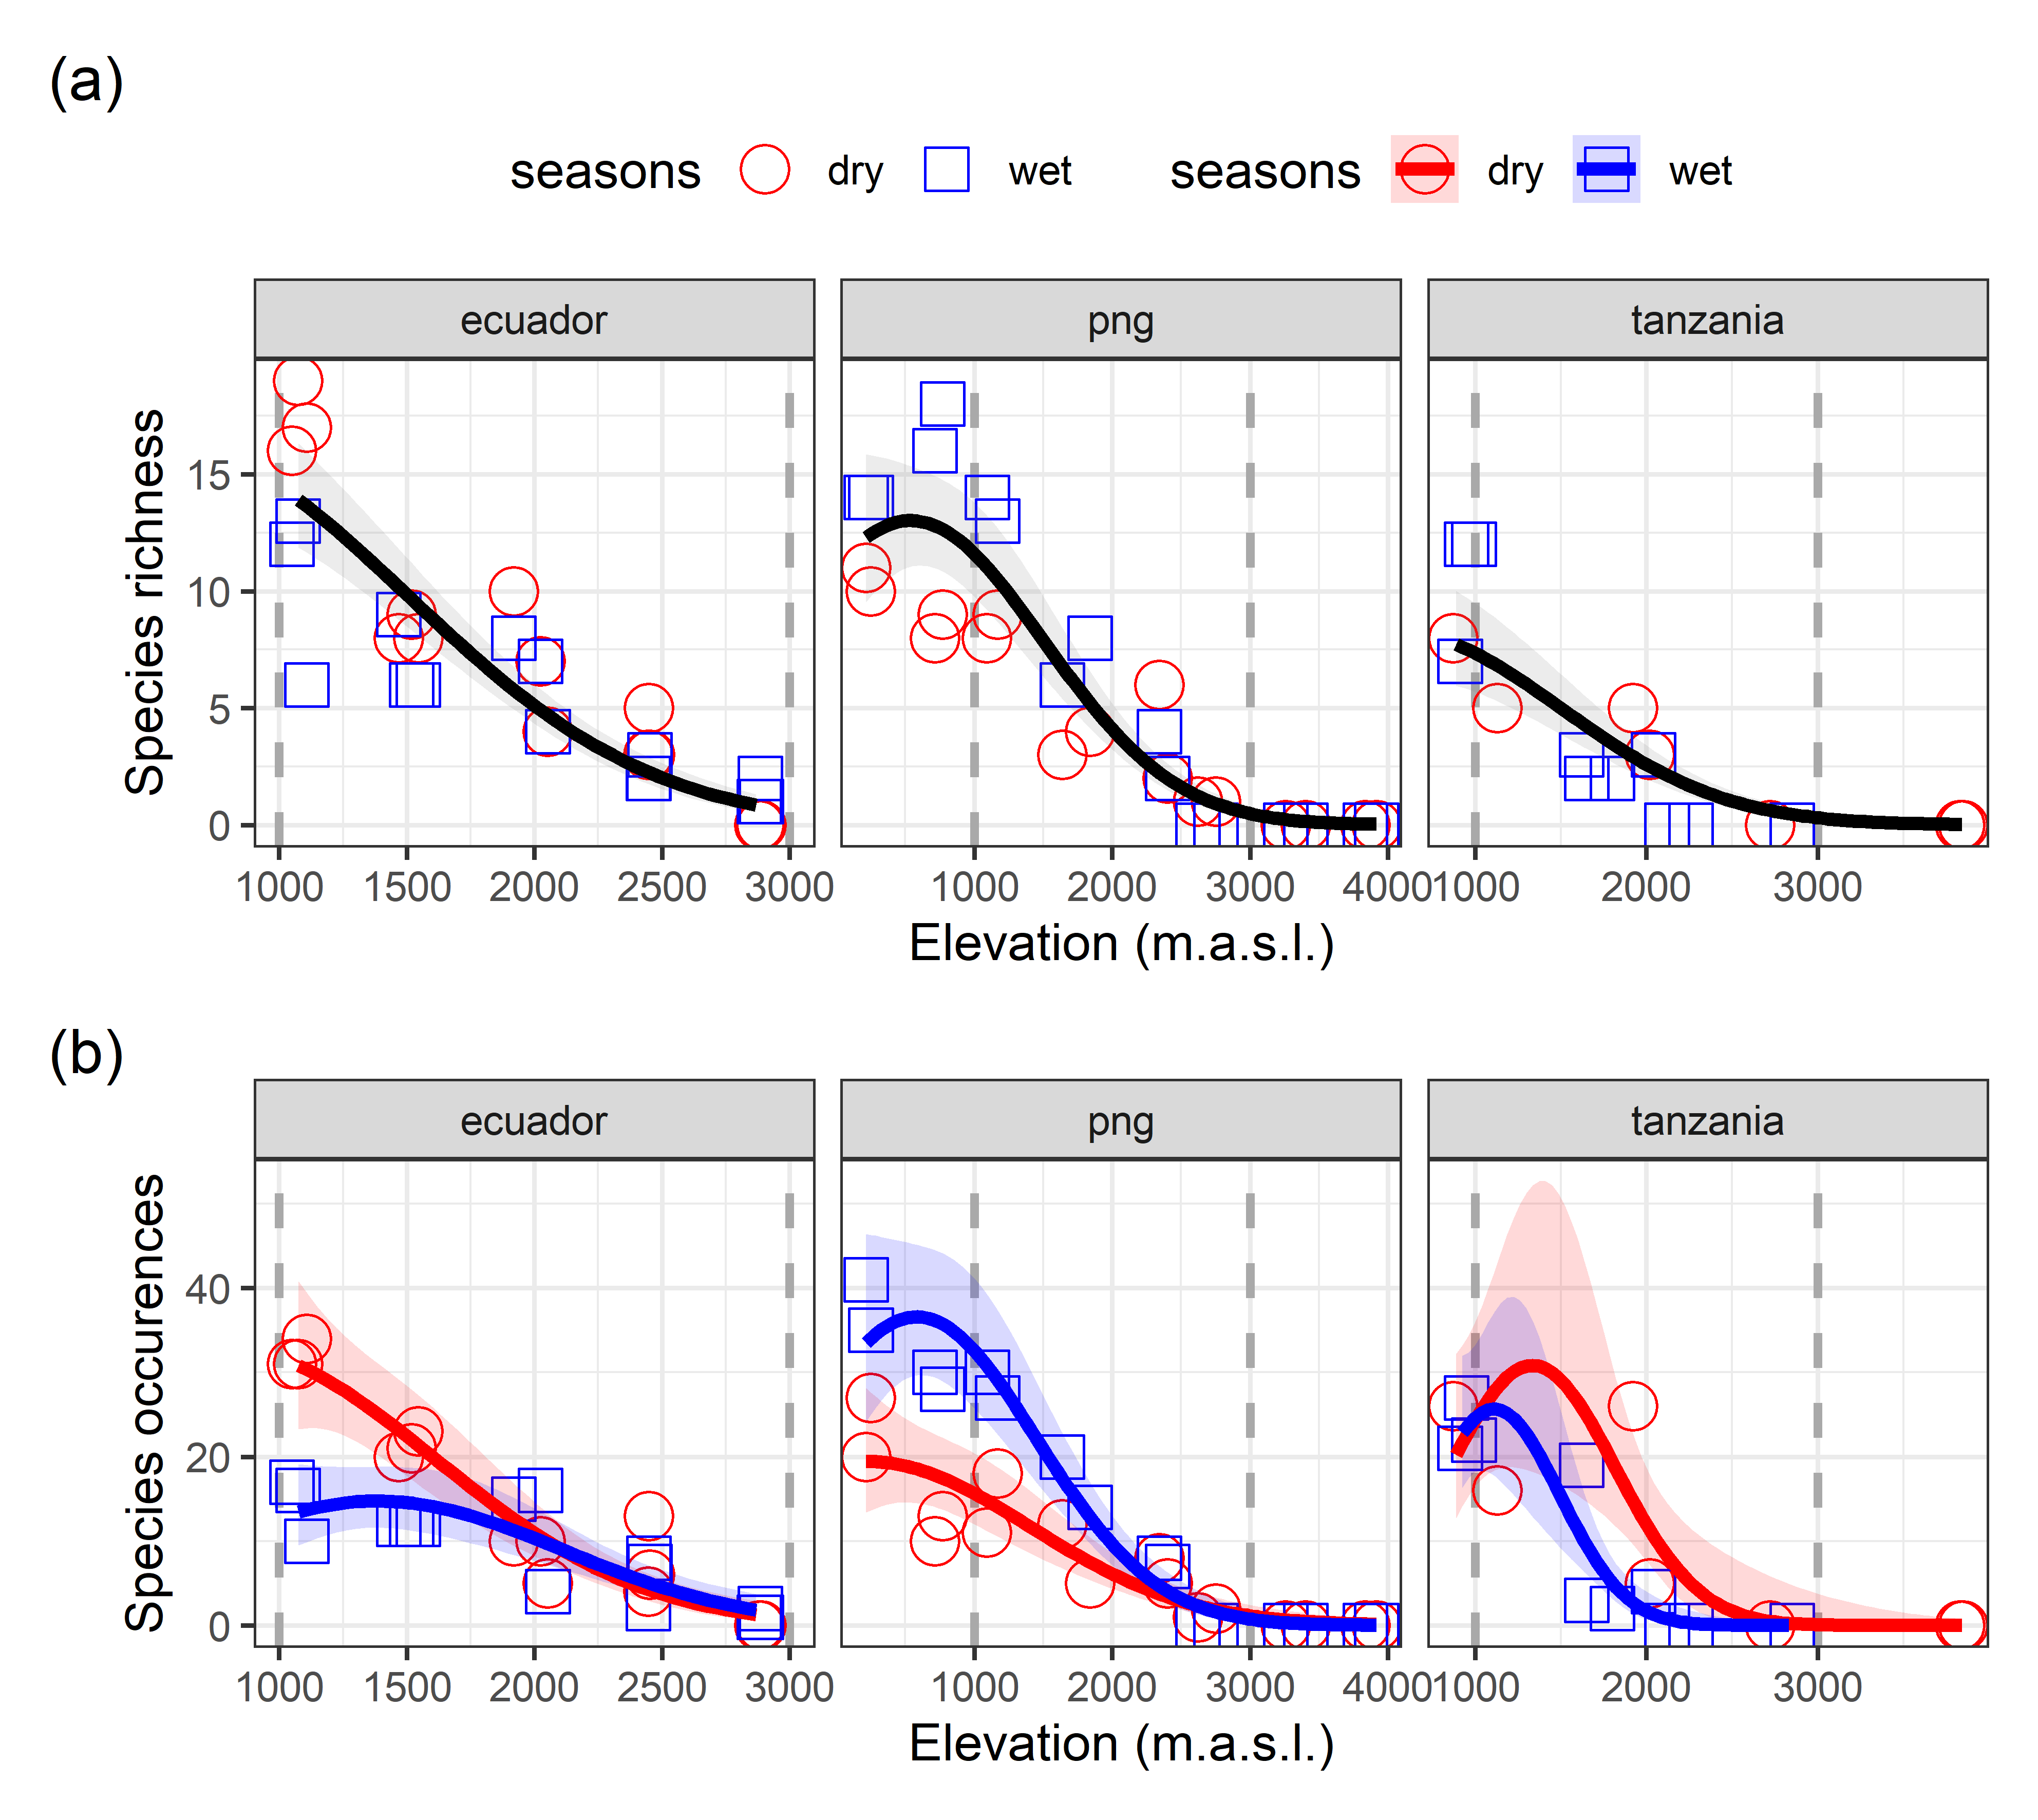 (a)
seasons dry wet seasons dry wet
ecuador png tanzania
Species richness
15
10
5
0
1000 1500 2000 2500 3000 1000 2000 3000 4000 1000 2000 3000
Elevation (m.a.s.l.)
(b)
ecuador png tanzania
Species occurences
40
20
0
1000 1500 2000 2500 3000 1000 2000 3000 4000 1000 2000 3000
Elevation (m.a.s.l.)